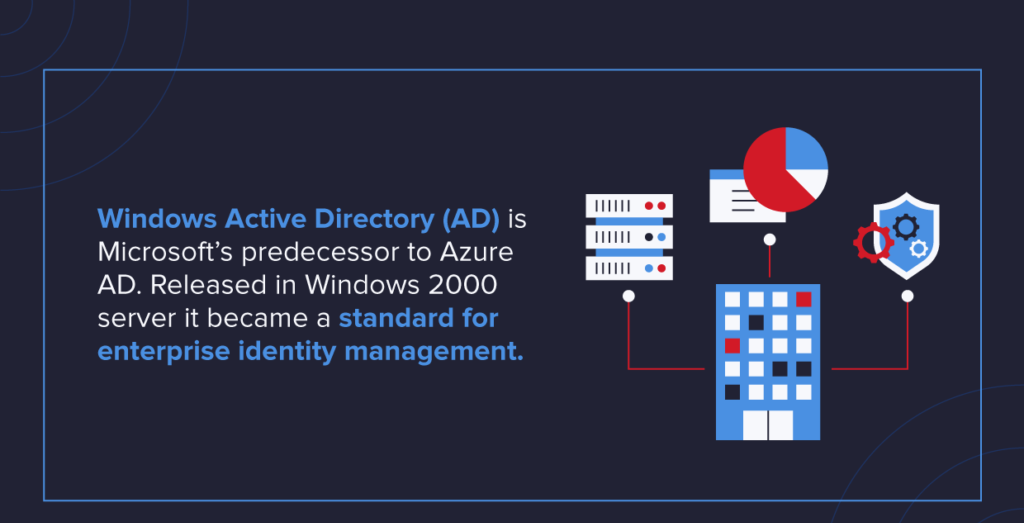 Windows Active Directory (AD) is
Microsoft’s predecessor to Azure
AD. Released in Windows 2000
server it became a standard for
enterprise identity management.